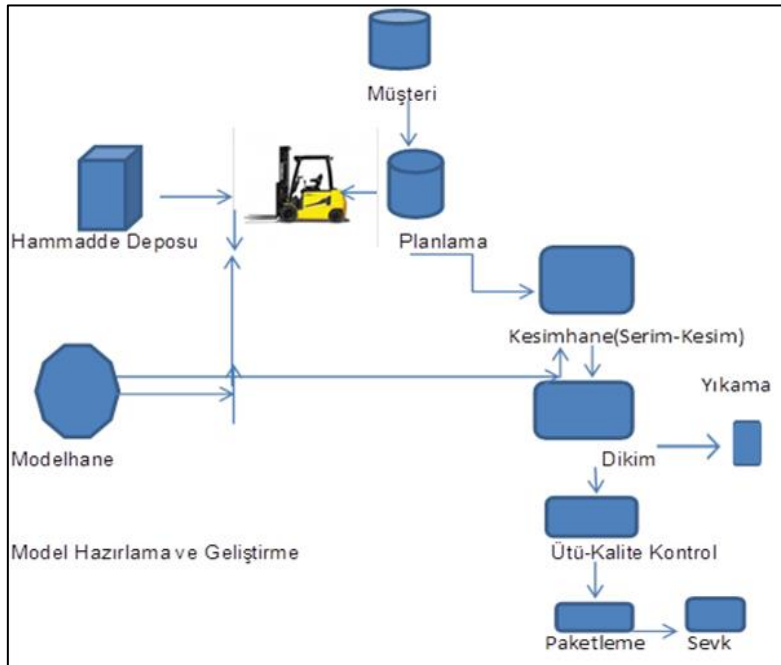 Müşteri
Hammadde Deposu
Planlama
Kesimhane(Serim-Kesim)
Yıkama
Modelhane
Dikim
Model Hazırlama ve Geliştirme
Ütü-Kalite Kontrol
Paketleme
Sevk